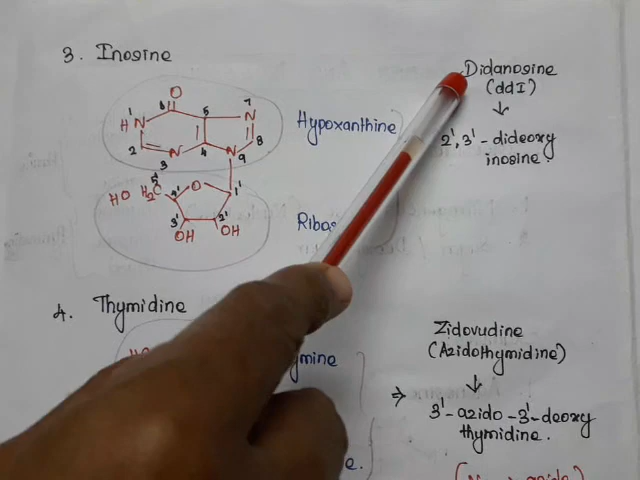 3. Inosine
Didanosine
(ddI)
↓
2', 3' - dideoxy
inosine.
O
H N 1 6 5 7 N
2 3 N 4 N 9 8
Hypoxanthine
HO H2C 5' O 4' 1'
3' 2'
OH OH
4. Thymidine
Zidovudine
(Azidothymidine)
↓
⇒ 3' - azido - 3' - deoxy
thymidine.